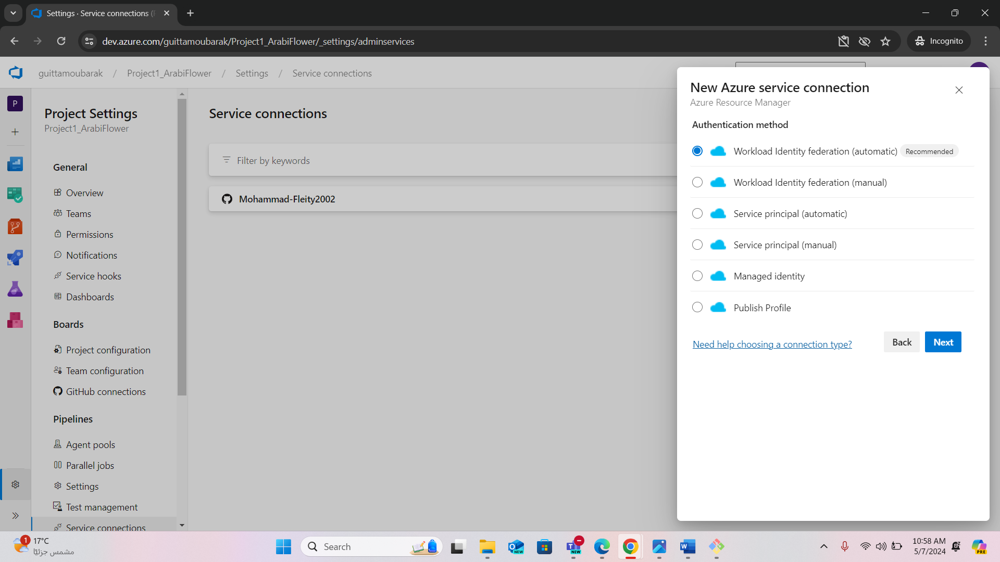 Settings · Service connections (
dev.azure.com/guittamoubarak/Project1_ArabiFlower/_settings/adminservices
Incognito
guittamoubarak / Project1_ArabiFlower / Settings / Service connections
P
Project Settings
Project1_ArabiFlower
General
Overview
Teams
Permissions
Notifications
Service hooks
Dashboards
Boards
Project configuration
Team configuration
GitHub connections
Pipelines
Agent pools
Parallel jobs
Settings
Test management
Service connections
Service connections
Filter by keywords
Mohammad-Fleity2002
New Azure service connection
Azure Resource Manager
Authentication method
Workload Identity federation (automatic) Recommended
Workload Identity federation (manual)
Service principal (automatic)
Service principal (manual)
Managed identity
Publish Profile
Need help choosing a connection type?
Back
Next
1
17°C
مشمس جزئيًا
Search
NEW
NEW
10:58 AM
5/7/2024
PRE